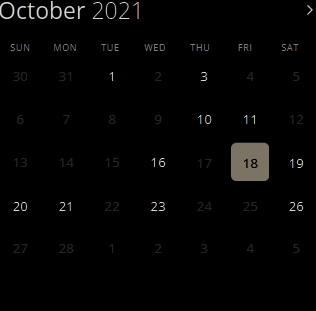 October 2021
SUN MON TUE WED THU FRI SAT
30 31 1 2 3 4 5
6 7 8 9 10 11 12
13 14 15 16 17 18 19
20 21 22 23 24 25 26
27 28 1 2 3 4 5